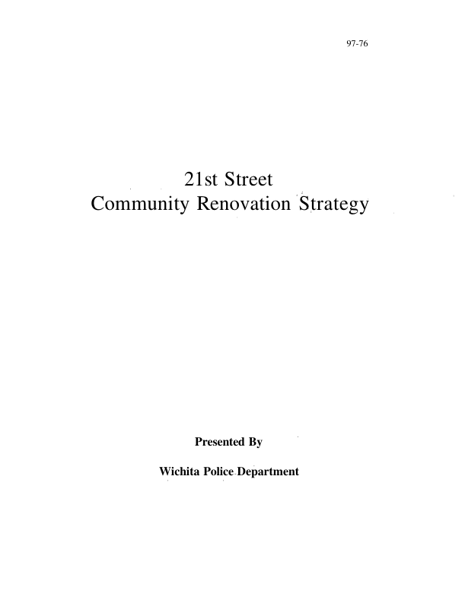 97-76
21st Street
Community Renovation Strategy
Presented By
Wichita Police Department